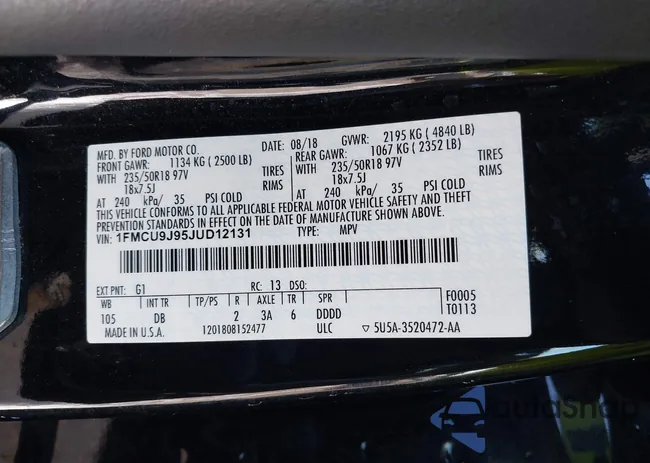 MFD. BY FORD MOTOR CO. DATE: 08/18 GVWR: 2195 KG ( 4840 LB)
FRONT GAWR: 1134 KG ( 2500 LB) REAR GAWR: 1067 KG ( 2352 LB)
WITH 235/50R18 97V TIRES WITH 235/50R18 97V TIRES
18x7.5J RIMS 18x7.5J RIMS
AT 240 kPa/ 35 PSI COLD AT 240 kPa/ 35 PSI COLD
THIS VEHICLE CONFORMS TO ALL APPLICABLE FEDERAL MOTOR VEHICLE SAFETY AND THEFT
PREVENTION STANDARDS IN EFFECT ON THE DATE OF MANUFACTURE SHOWN ABOVE.
VIN: 1FMCU9J95JUD12131 TYPE: MPV
EXT PNT: G1 RC: 13 DSO: F0005
WB INT TR TP/PS R AXLE TR SPR T0113
105 DB 2 3A 6 DDDD
MADE IN U.S.A. 1201808152477 ULC ▽ 5U5A-3520472-AA
autoSnap